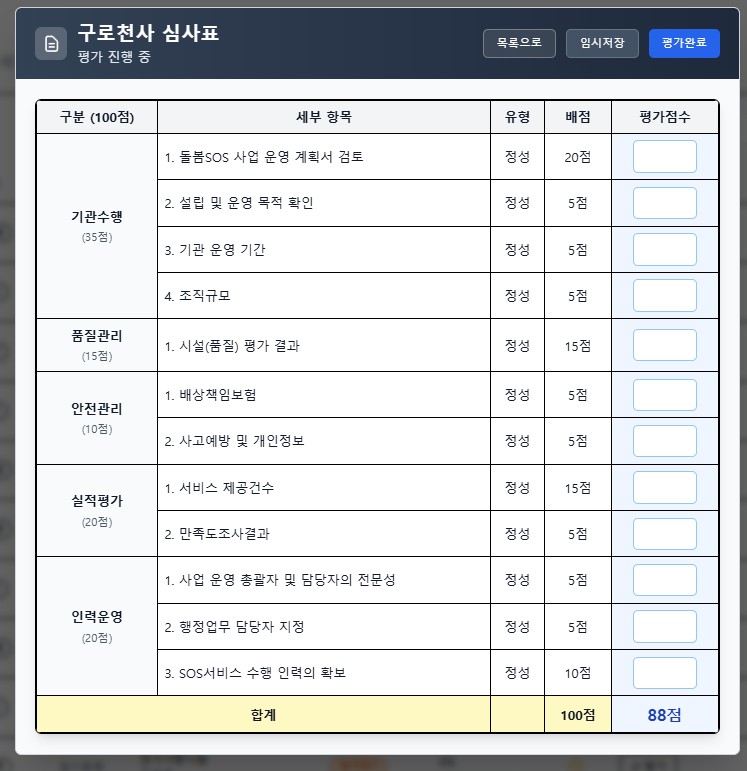 구로천사 심사표
평가 진행 중
목록으로 임시저장 평가완료
구분 (100점) 세부 항목 유형 배점 평가점수
기관수행
(35점)
1. 돌봄SOS 사업 운영 계획서 검토 정성 20점
2. 설립 및 운영 목적 확인 정성 5점
3. 기관 운영 기간 정성 5점
4. 조직규모 정성 5점
품질관리
(15점)
1. 시설(품질) 평가 결과 정성 15점
안전관리
(10점)
1. 배상책임보험 정성 5점
2. 사고예방 및 개인정보 정성 5점
실적평가
(20점)
1. 서비스 제공건수 정성 15점
2. 만족도조사결과 정성 5점
인력운영
(20점)
1. 사업 운영 총괄자 및 담당자의 전문성 정성 5점
2. 행정업무 담당자 지정 정성 5점
3. SOS서비스 수행 인력의 확보 정성 10점
합계 100점 88점